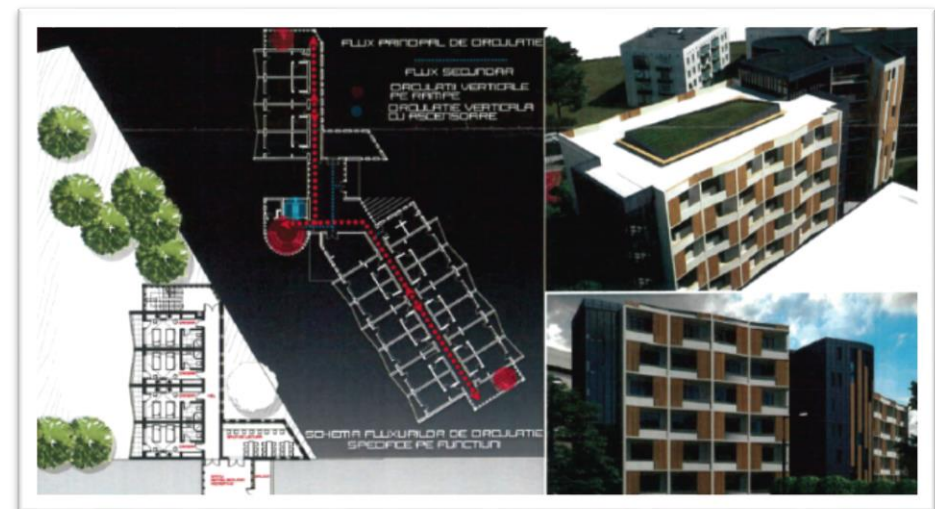 FLUX PRINCIPAL DE CIRCULATIE
FLUX SECUNDAR
CIRCULATII VERTICALE
PE RAMPE
CIRCULATIE VERTICALA
CU ASCENSOARE
SCHEMA FLUXURILOR DE CIRCULATIE
SPECIFICE PE FUNCTIUNI